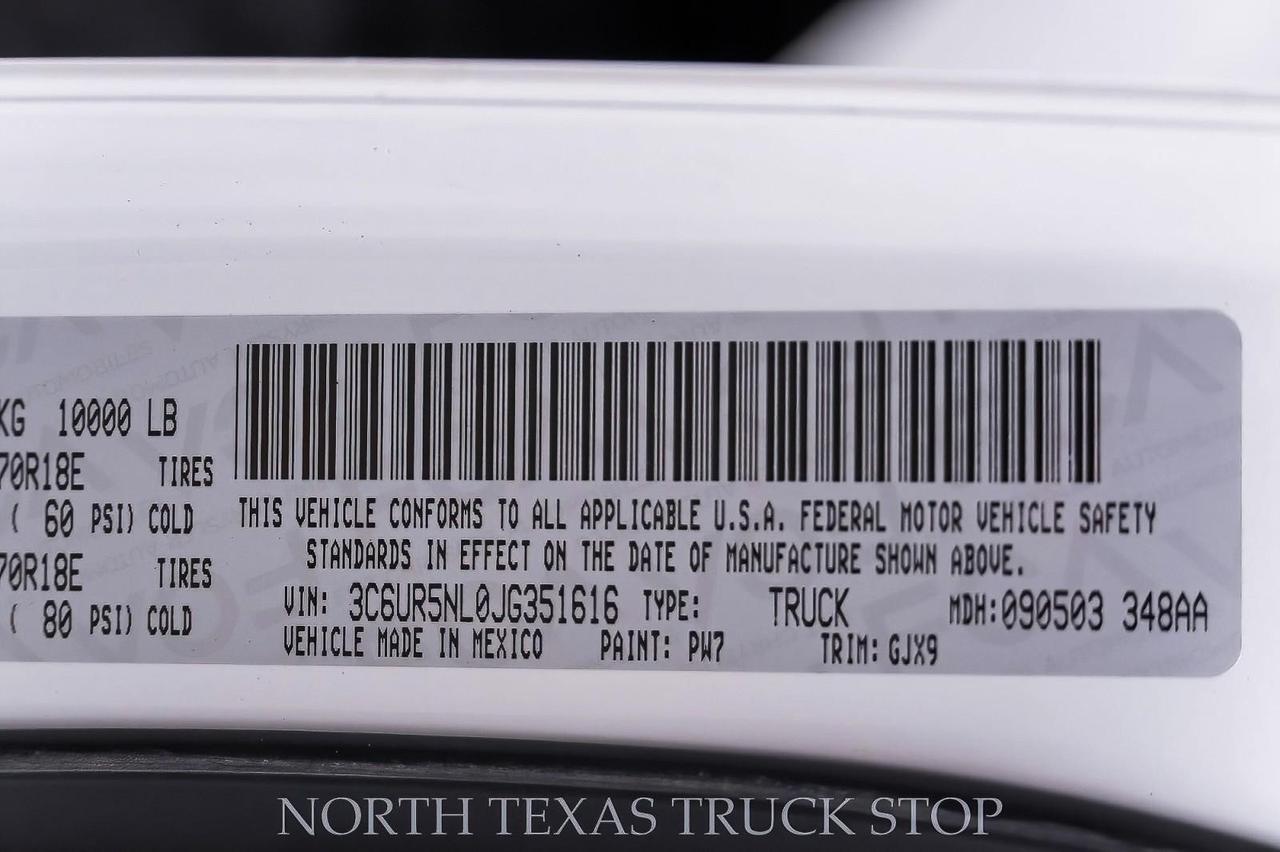 KG 10000 LB
70R18E TIRES
( 60 PSI) COLD
70R18E TIRES
( 80 PSI) COLD
THIS VEHICLE CONFORMS TO ALL APPLICABLE U.S.A. FEDERAL MOTOR VEHICLE SAFETY
STANDARDS IN EFFECT ON THE DATE OF MANUFACTURE SHOWN ABOVE.
VIN: 3C6UR5NL0JG351616 TYPE: TRUCK MDH:090503 348AA
VEHICLE MADE IN MEXICO PAINT: PW7 TRIM: GJX9
NORTH TEXAS TRUCK STOP